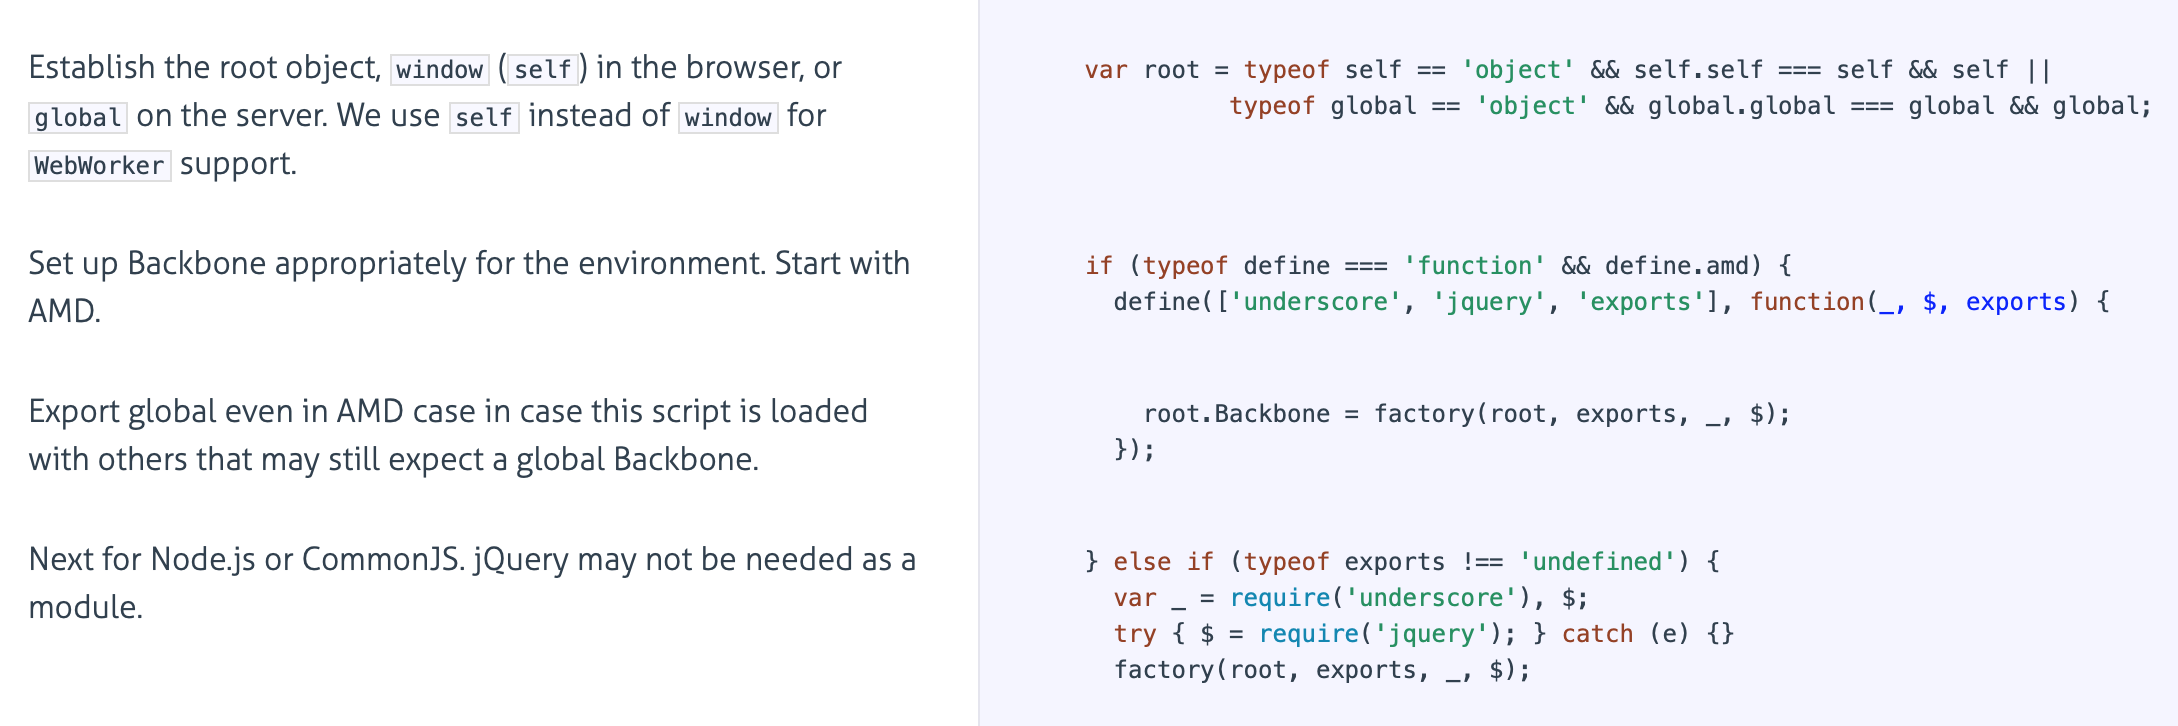 Establish the root object, window (self) in the browser, or
global on the server. We use self instead of window for
WebWorker support.
var root = typeof self == 'object' && self.self === self && self ||
          typeof global == 'object' && global.global === global && global;
Set up Backbone appropriately for the environment. Start with
AMD.
if (typeof define === 'function' && define.amd) {
  define(['underscore', 'jquery', 'exports'], function(_, $, exports) {
Export global even in AMD case in case this script is loaded
with others that may still expect a global Backbone.
    root.Backbone = factory(root, exports, _, $);
  });
Next for Node.js or CommonJS. jQuery may not be needed as a
module.
} else if (typeof exports !== 'undefined') {
  var _ = require('underscore'), $;
  try { $ = require('jquery'); } catch (e) {}
  factory(root, exports, _, $);